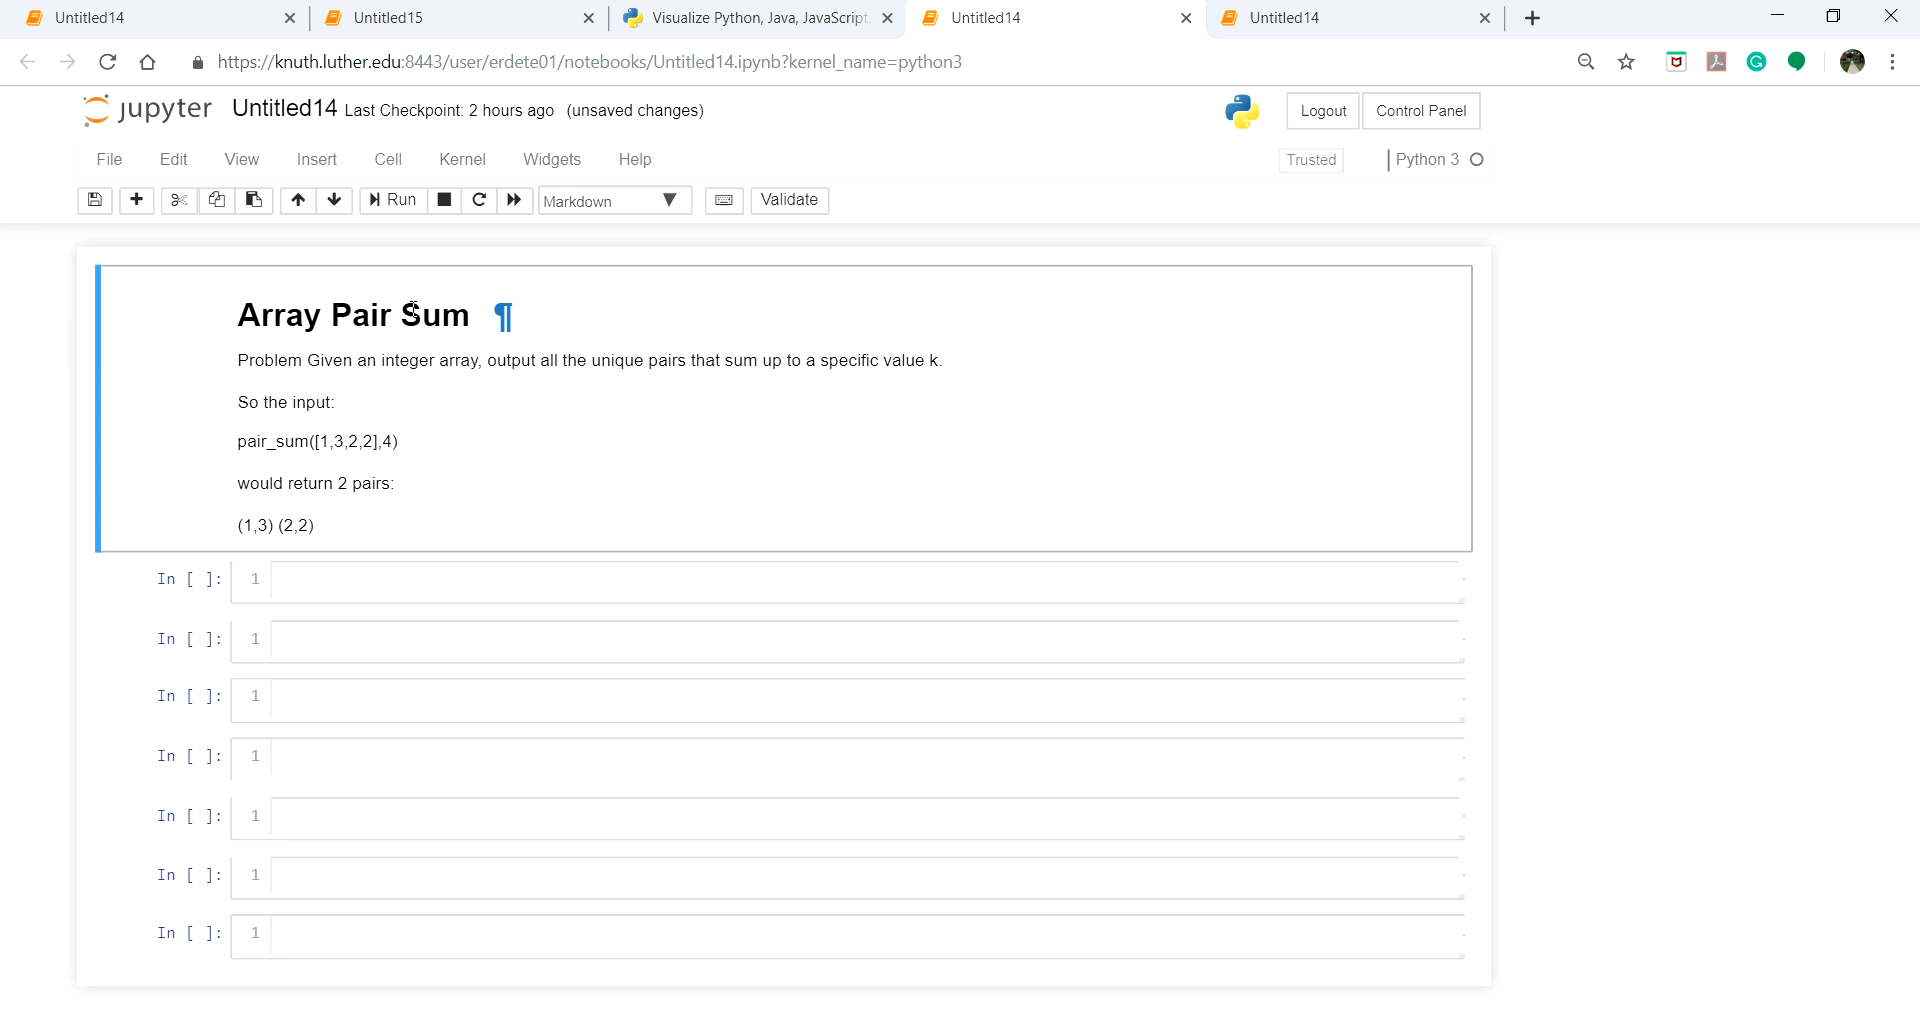 Untitled14
Untitled15
Visualize Python, Java, JavaScript
Untitled14
Untitled14
https://knuth.luther.edu:8443/user/erdete01/notebooks/Untitled14.ipynb?kernel_name=python3
jupyter Untitled14 Last Checkpoint: 2 hours ago (unsaved changes)
Logout
Control Panel
File Edit View Insert Cell Kernel Widgets Help
Trusted
Python 3
Run
Markdown
Validate
Array Pair Sum ¶
Problem Given an integer array, output all the unique pairs that sum up to a specific value k.
So the input:
pair_sum([1,3,2,2],4)
would return 2 pairs:
(1,3) (2,2)
In [ ]: 1
In [ ]: 1
In [ ]: 1
In [ ]: 1
In [ ]: 1
In [ ]: 1
In [ ]: 1